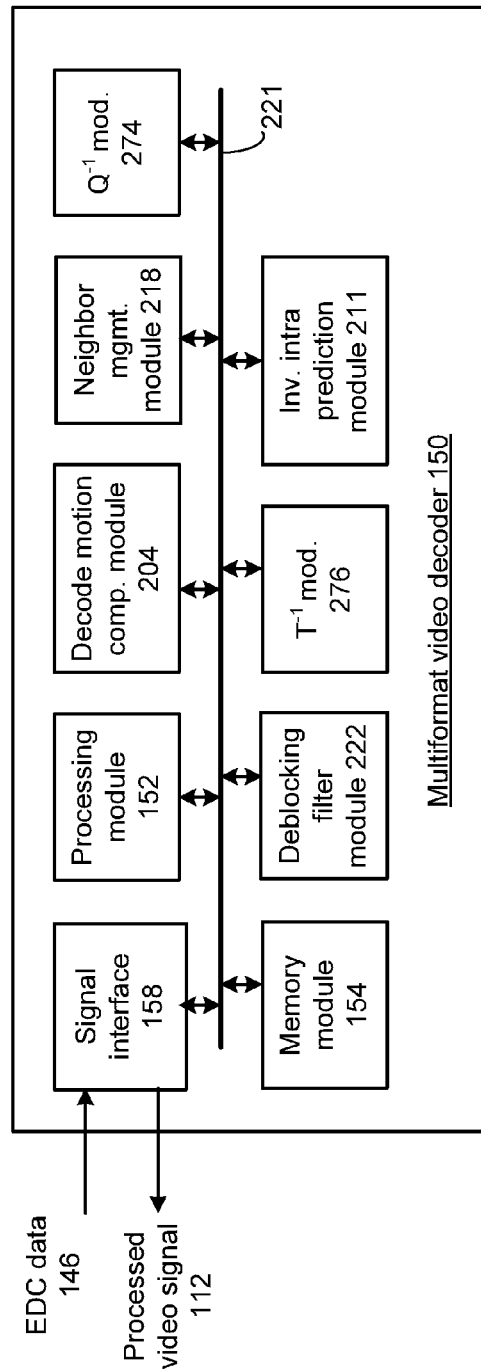 EDC data
146
Processed
video signal
112
Signal
interface
158
Processing
module
152
Decode motion
comp. module
204
Neighbor
mgmt.
module 218
Q⁻¹ mod.
274
221
Memory
module
154
Deblocking
filter
module 222
T⁻¹ mod.
276
Inv. intra
prediction
module 211
Multiformat video decoder 150